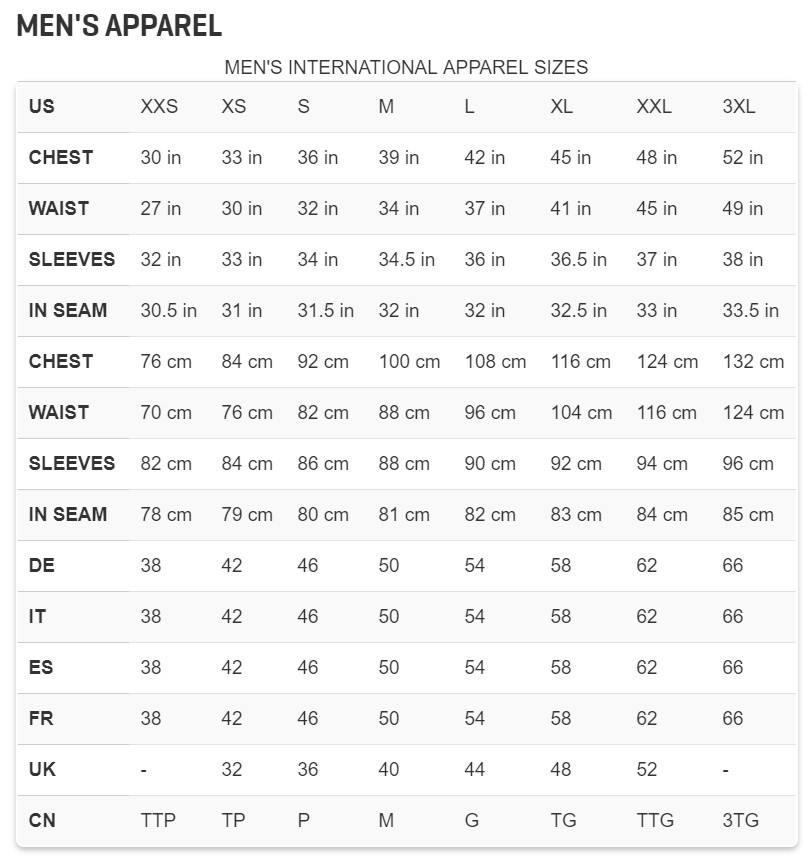 MEN'S APPAREL
MEN'S INTERNATIONAL APPAREL SIZES
US XXS XS S M L XL XXL 3XL
CHEST 30 in 33 in 36 in 39 in 42 in 45 in 48 in 52 in
WAIST 27 in 30 in 32 in 34 in 37 in 41 in 45 in 49 in
SLEEVES 32 in 33 in 34 in 34.5 in 36 in 36.5 in 37 in 38 in
IN SEAM 30.5 in 31 in 31.5 in 32 in 32 in 32.5 in 33 in 33.5 in
CHEST 76 cm 84 cm 92 cm 100 cm 108 cm 116 cm 124 cm 132 cm
WAIST 70 cm 76 cm 82 cm 88 cm 96 cm 104 cm 116 cm 124 cm
SLEEVES 82 cm 84 cm 86 cm 88 cm 90 cm 92 cm 94 cm 96 cm
IN SEAM 78 cm 79 cm 80 cm 81 cm 82 cm 83 cm 84 cm 85 cm
DE 38 42 46 50 54 58 62 66
IT 38 42 46 50 54 58 62 66
ES 38 42 46 50 54 58 62 66
FR 38 42 46 50 54 58 62 66
UK - 32 36 40 44 48 52 -
CN TTP TP P M G TG TTG 3TG